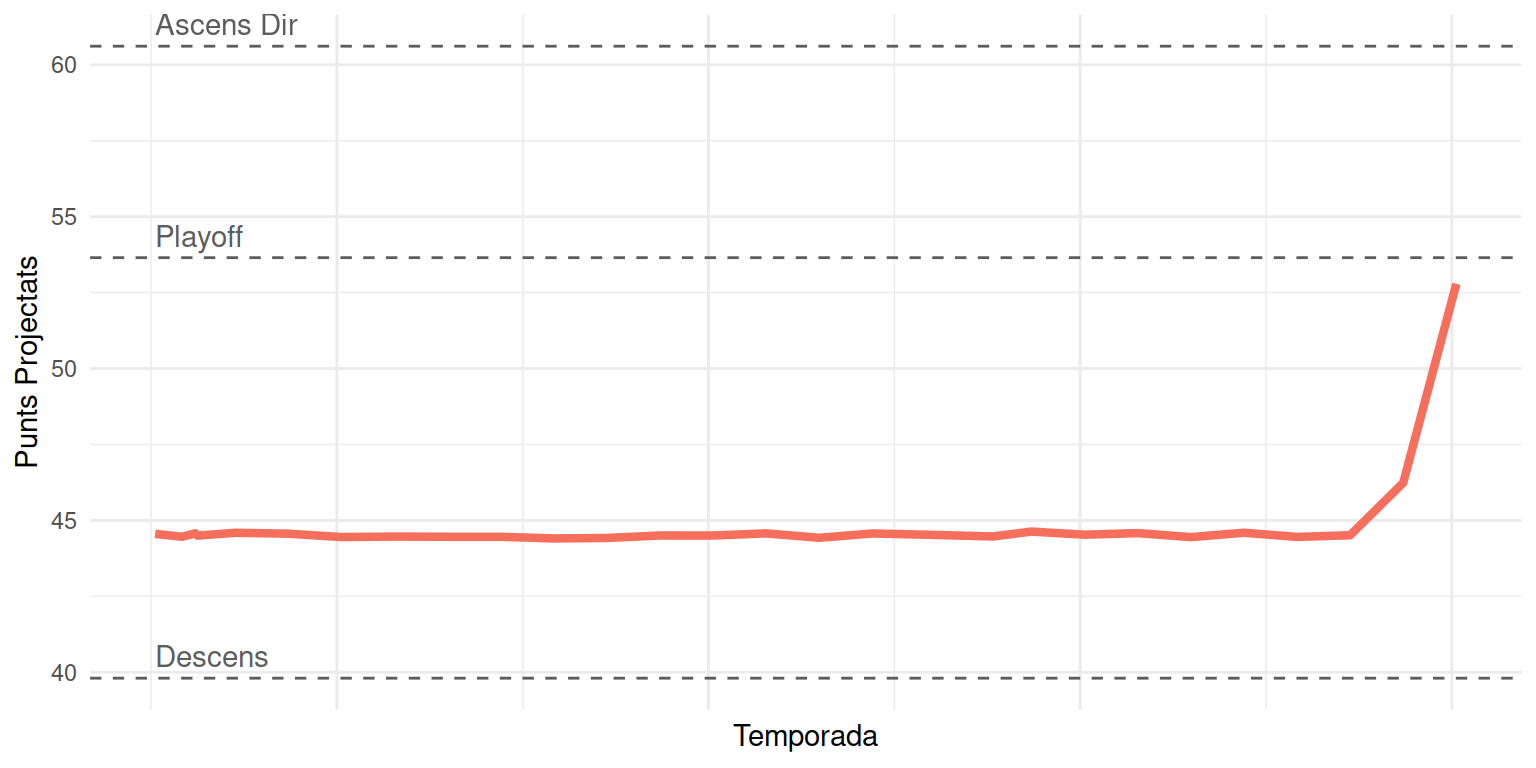 Ascens Dir
60
55
Playoff
50
45
Descens
40
Punts Projectats
Temporada